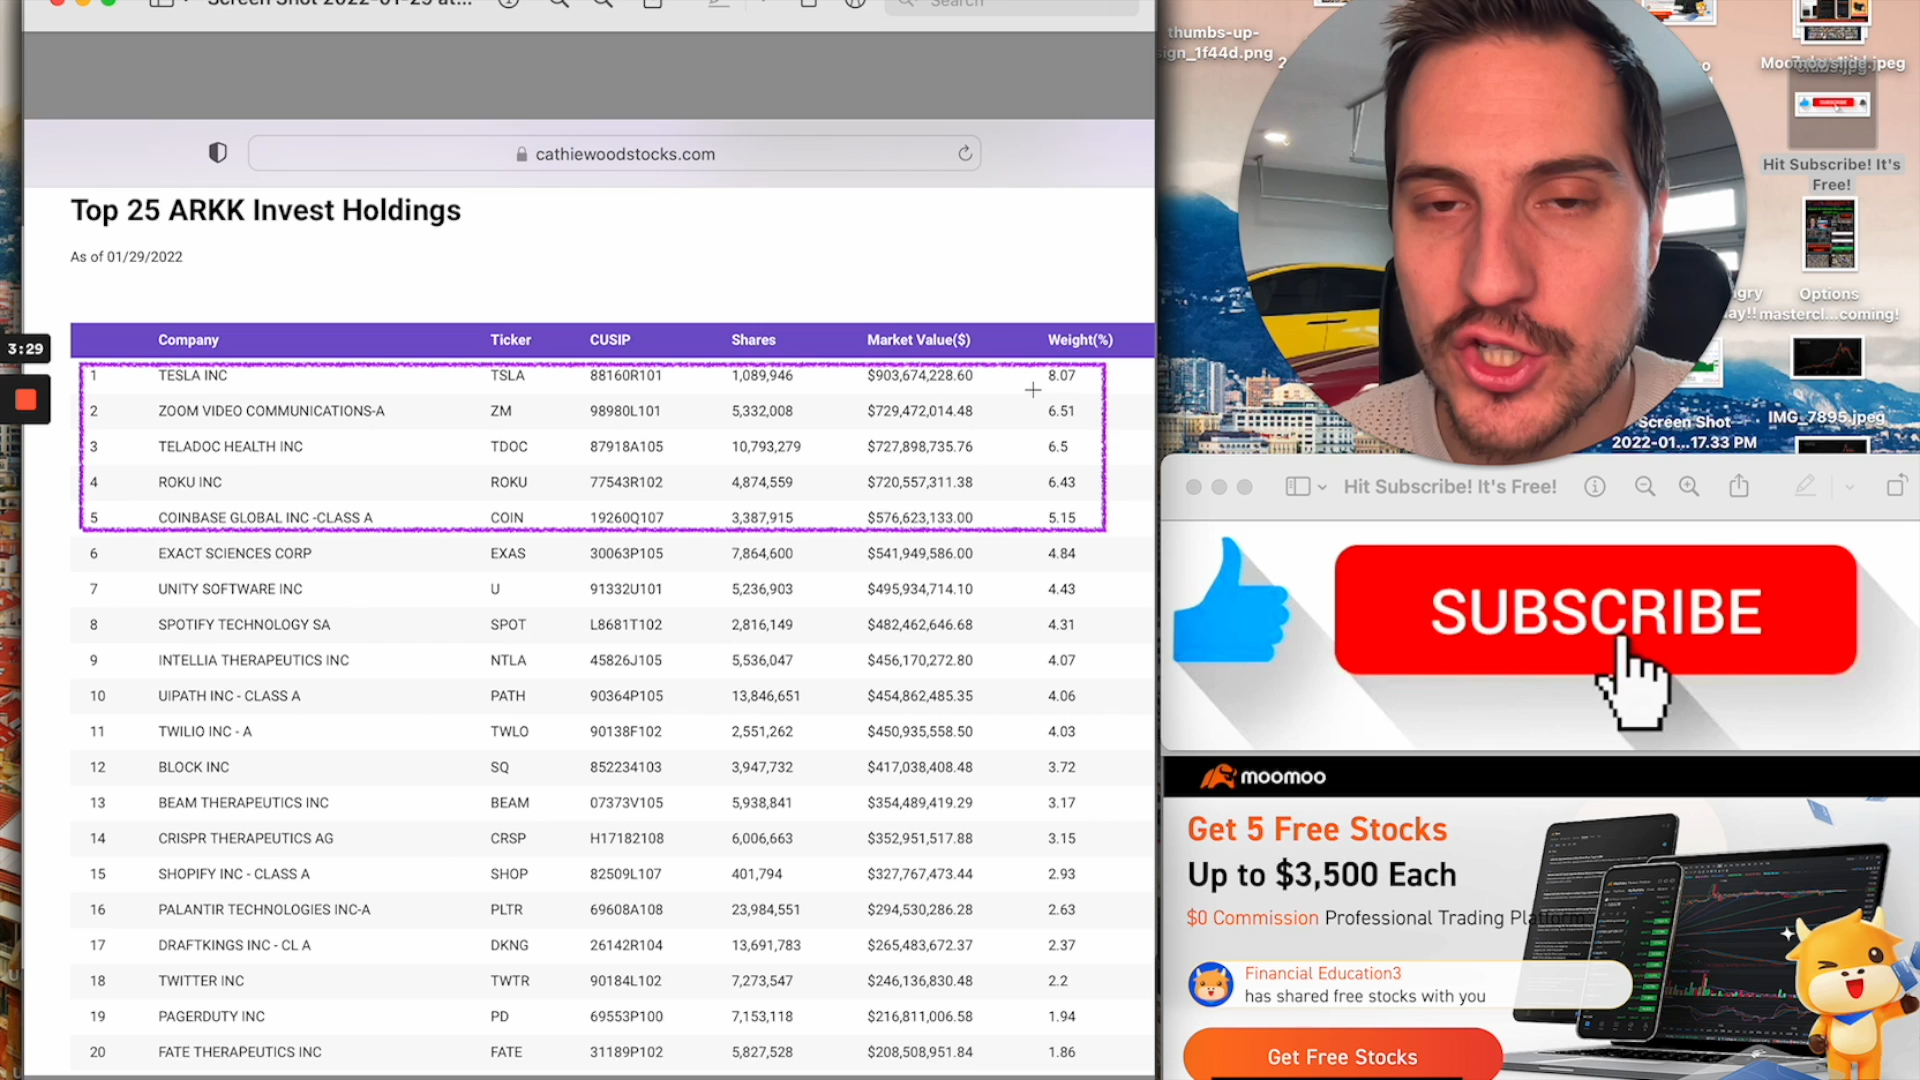 Screen Shot 2022-01-29 at...
Search
cathiewoodstocks.com
Top 25 ARKK Invest Holdings
As of 01/29/2022
Company Ticker CUSIP Shares Market Value($) Weight(%)
1 TESLA INC TSLA 88160R101 1,089,946 $903,674,228.60 8.07
2 ZOOM VIDEO COMMUNICATIONS-A ZM 98980L101 5,332,008 $729,472,014.48 6.51
3 TELADOC HEALTH INC TDOC 87918A105 10,793,279 $727,898,735.76 6.5
4 ROKU INC ROKU 77543R102 4,874,559 $720,557,311.38 6.43
5 COINBASE GLOBAL INC -CLASS A COIN 19260Q107 3,387,915 $576,623,133.00 5.15
6 EXACT SCIENCES CORP EXAS 30063P105 7,864,600 $541,949,586.00 4.84
7 UNITY SOFTWARE INC U 91332U101 5,236,903 $495,934,714.10 4.43
8 SPOTIFY TECHNOLOGY SA SPOT L8681T102 2,816,149 $482,462,646.68 4.31
9 INTELLIA THERAPEUTICS INC NTLA 45826J105 5,536,047 $456,170,272.80 4.07
10 UIPATH INC - CLASS A PATH 90364P105 13,846,651 $454,862,485.35 4.06
11 TWILIO INC - A TWLO 90138F102 2,551,262 $450,935,558.50 4.03
12 BLOCK INC SQ 852234103 3,947,732 $417,038,408.48 3.72
13 BEAM THERAPEUTICS INC BEAM 07373V105 5,938,841 $354,489,419.29 3.17
14 CRISPR THERAPEUTICS AG CRSP H17182108 6,006,663 $352,951,517.88 3.15
15 SHOPIFY INC - CLASS A SHOP 82509L107 401,794 $327,767,473.44 2.93
16 PALANTIR TECHNOLOGIES INC-A PLTR 69608A108 23,984,551 $294,530,286.28 2.63
17 DRAFTKINGS INC - CL A DKNG 26142R104 13,691,783 $265,483,672.37 2.37
18 TWITTER INC TWTR 90184L102 7,273,547 $246,136,830.48 2.2
19 PAGERDUTY INC PD 69553P100 7,153,118 $216,811,006.58 1.94
20 FATE THERAPEUTICS INC FATE 31189P102 5,827,528 $208,508,951.84 1.86
3:29
thumbs-up-
ign_1f44d.png
Hit Subscribe! It's
Free!
Options
mastercl...coming!
IMG_7895.jpeg
Screen Shot
2022-01...17.33 PM
Hit Subscribe! It's Free!
SUBSCRIBE
moomoo
Get 5 Free Stocks
Up to $3,500 Each
$0 Commission Professional Trading Platform
Financial Education3
has shared free stocks with you
Get Free Stocks